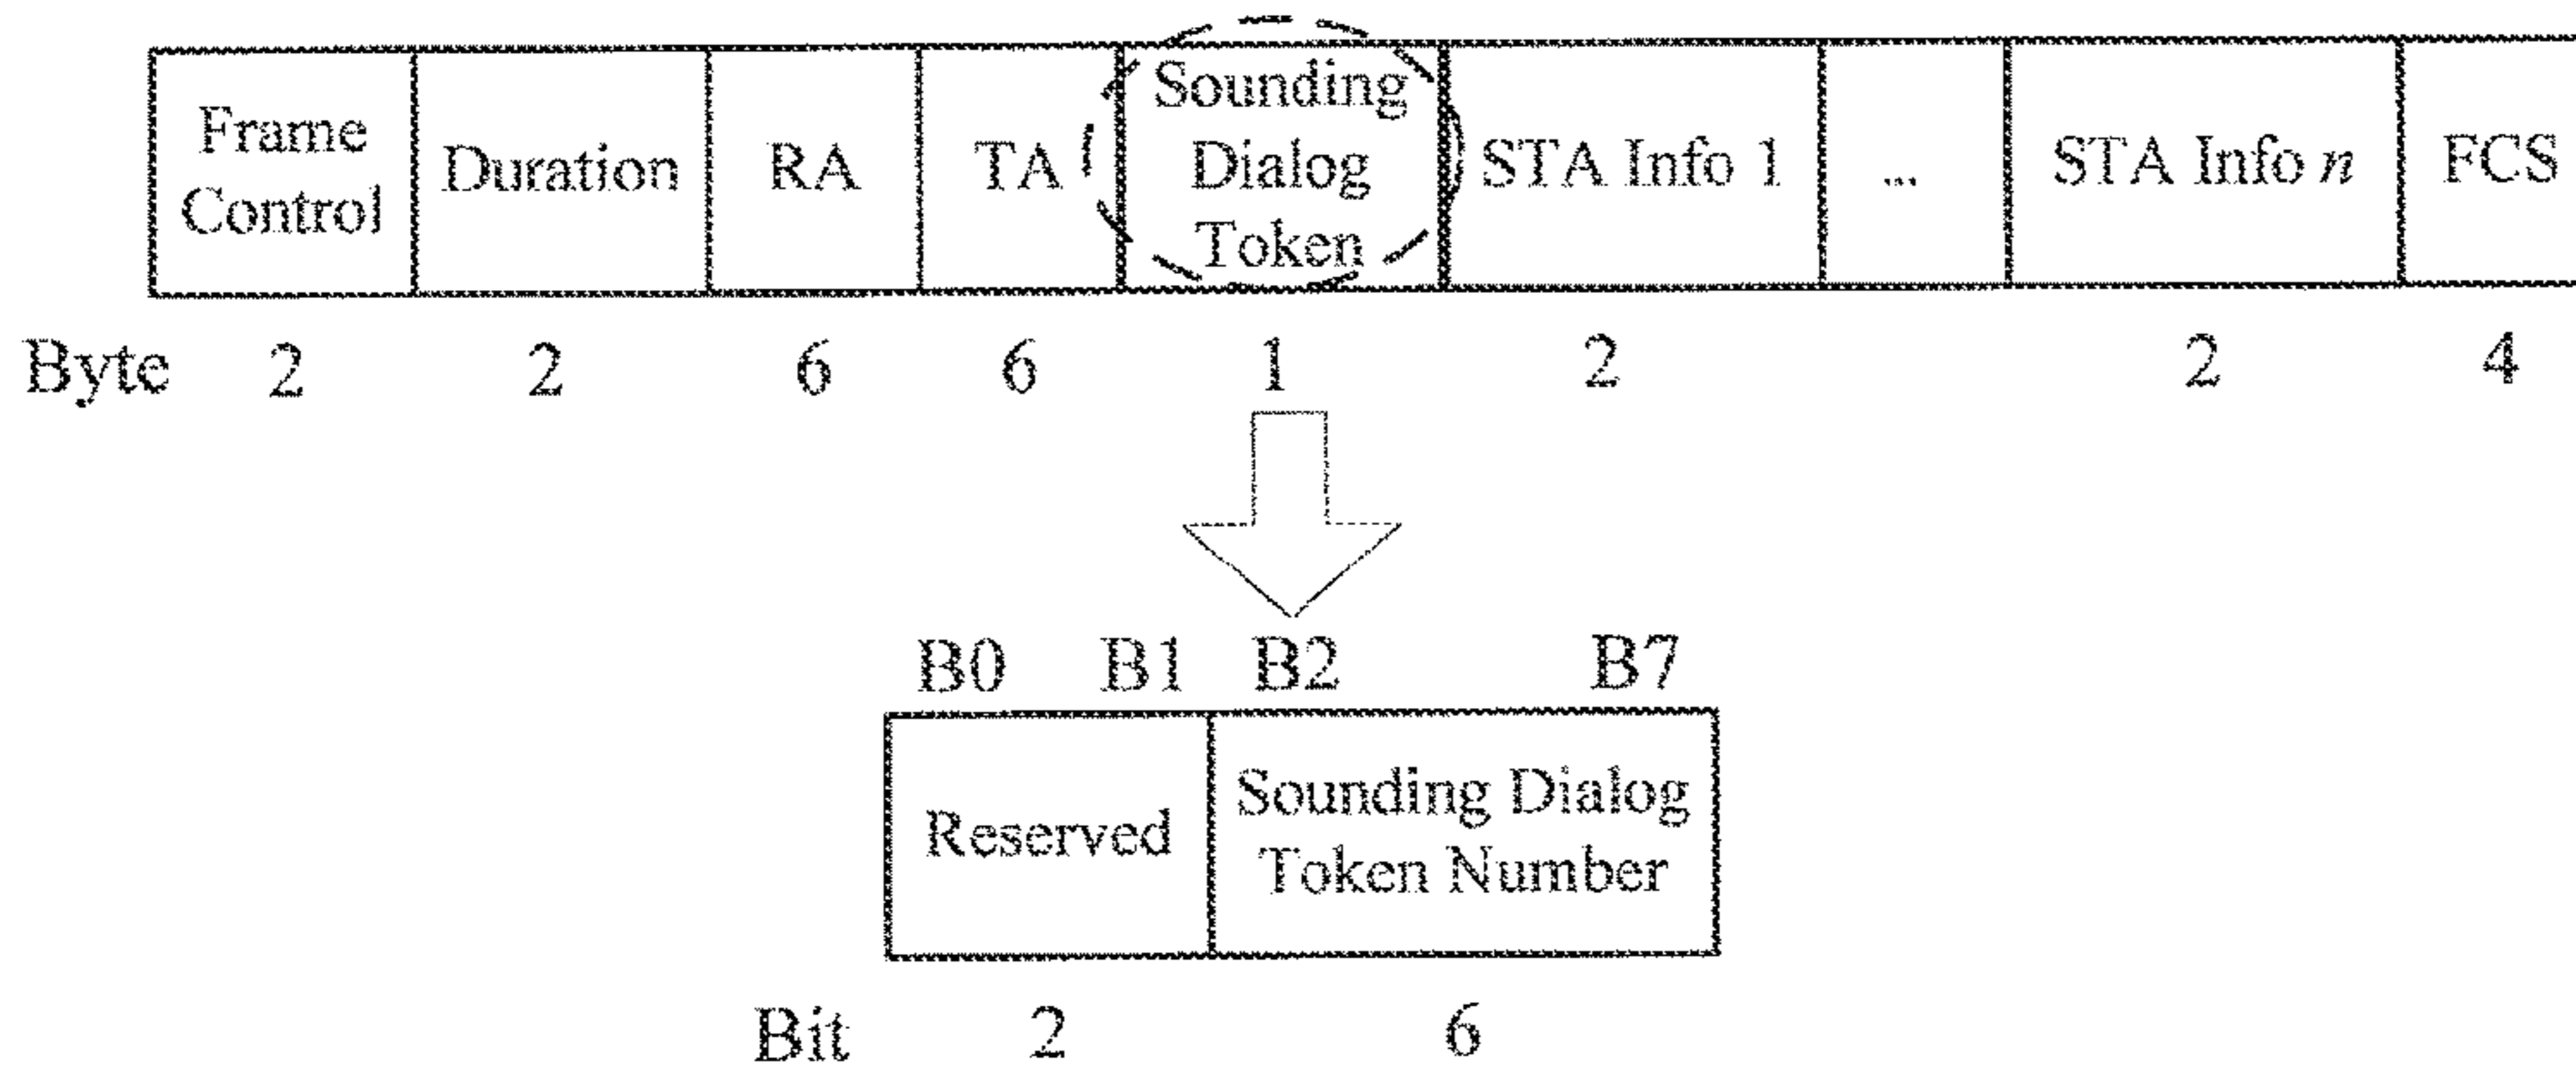 Frame
Control
Duration
RA
TA
Sounding
Dialog
Token
STA Info 1
...
STA Info n
FCS
Byte 2 2 6 6 1 2 2 4
B0 B1 B2 B7
Reserved
Sounding Dialog
Token Number
Bit 2 6